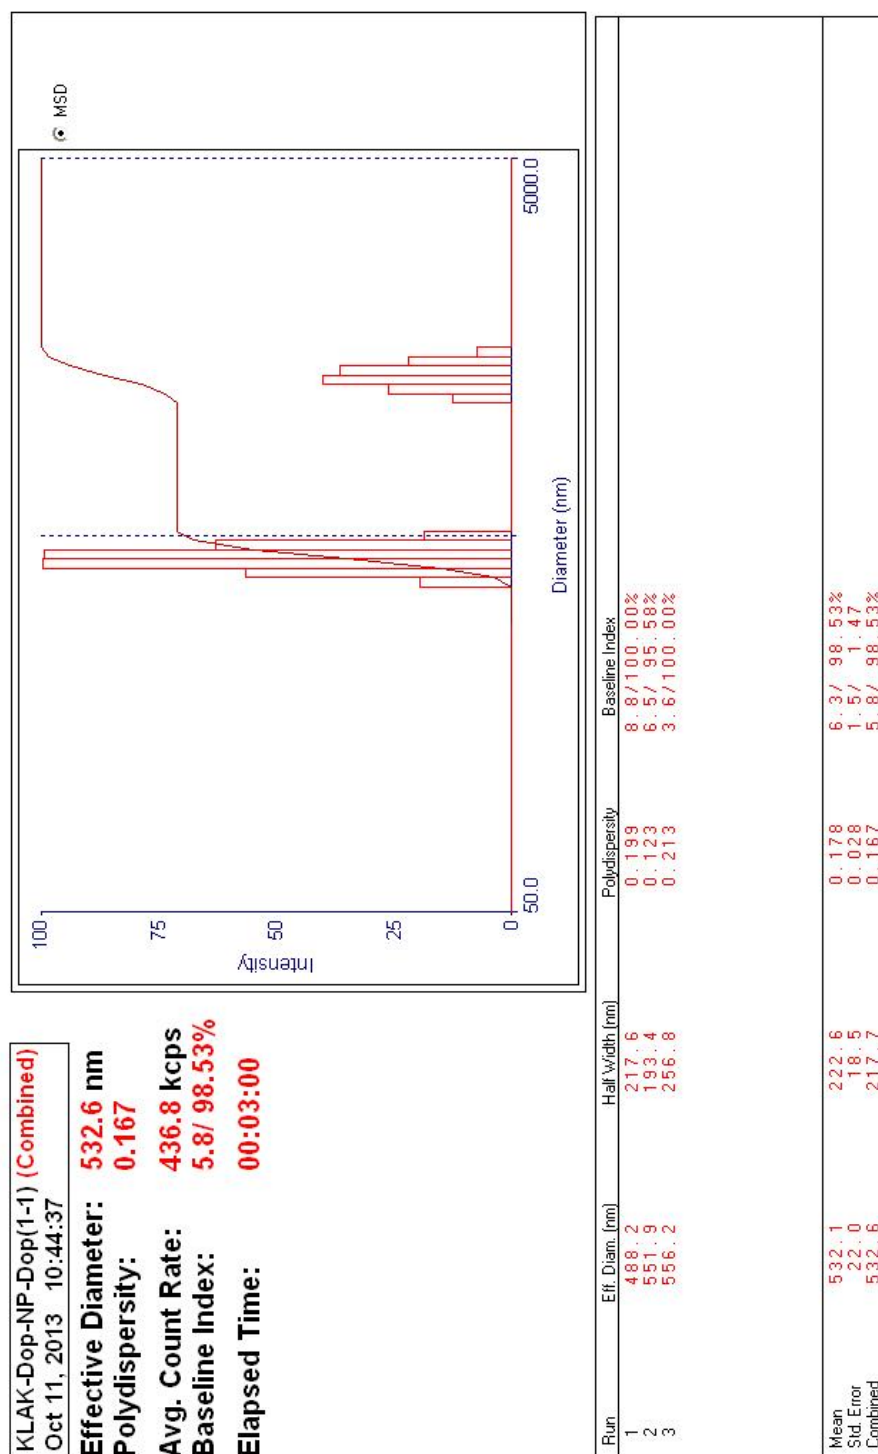 KLAK-Dop-NP-Dop(1-1) (Combined)
Oct 11, 2013 10:44:37
Effective Diameter: 532.6 nm
Polydispersity: 0.167
Avg. Count Rate: 436.8 kcps
Baseline Index: 5.8/ 98.53%
Elapsed Time: 00:03:00
MSD
100
75
50
25
0
Intensity
50.0
5000.0
Diameter (nm)
Run Eff. Diam. (nm) Half Width (nm) Polydispersity Baseline Index
1 488.2 217.6 0.199 8.8/100.00%
2 551.9 193.4 0.123 6.5/ 95.58%
3 556.2 256.8 0.213 3.6/100.00%
Mean 532.1 222.6 0.178 6.3/ 98.53%
Std. Error 22.0 18.5 0.028 1.5/ 1.47
Combined 532.6 217.7 0.167 5.8/ 98.53%